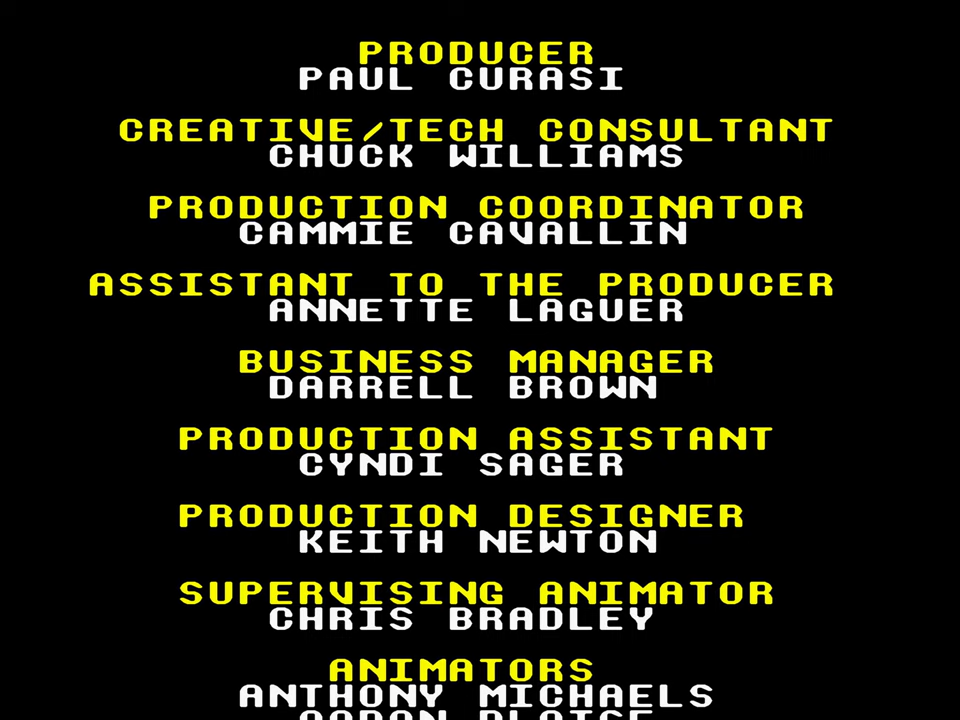 PRODUCER
PAUL CURASI
CREATIVE/TECH CONSULTANT
CHUCK WILLIAMS
PRODUCTION COORDINATOR
CAMMIE CAVALLIN
ASSISTANT TO THE PRODUCER
ANNETTE LAGUER
BUSINESS MANAGER
DARRELL BROWN
PRODUCTION ASSISTANT
CYNDI SAGER
PRODUCTION DESIGNER
KEITH NEWTON
SUPERVISING ANIMATOR
CHRIS BRADLEY
ANIMATORS
ANTHONY MICHAELS